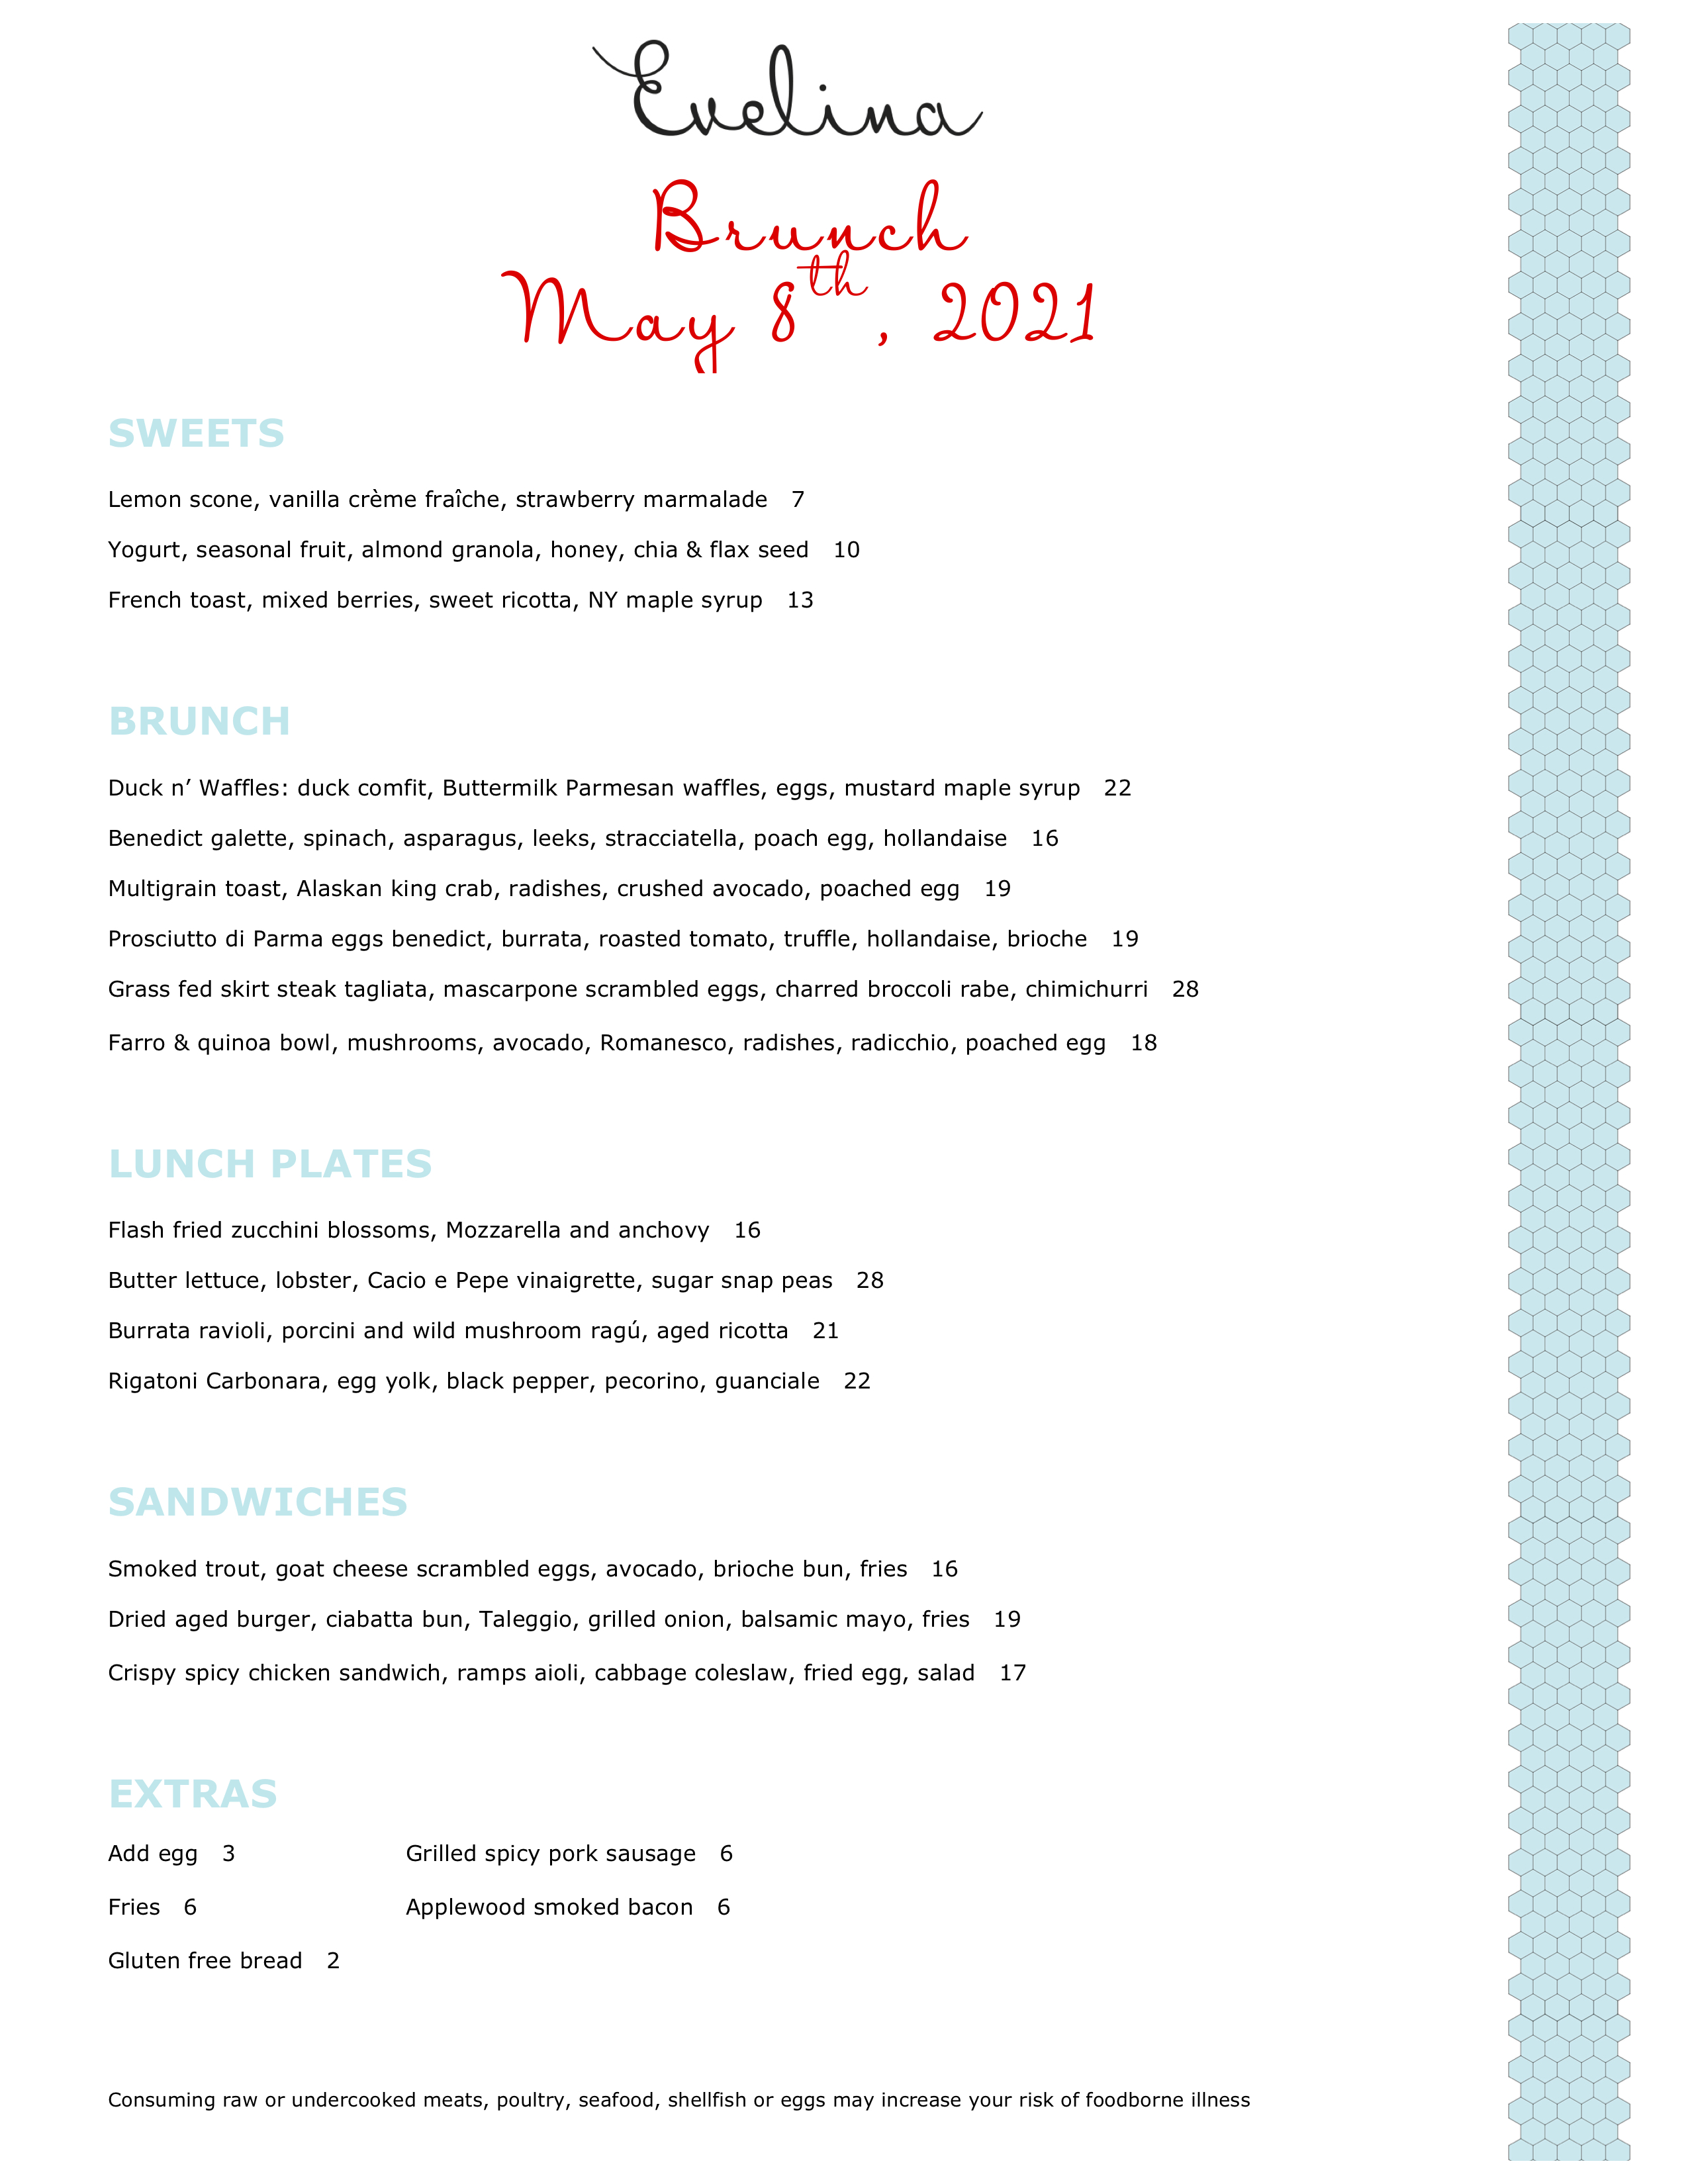 Evelina
Brunch
May 8th, 2021
SWEETS
Lemon scone, vanilla crème fraîche, strawberry marmalade 7
Yogurt, seasonal fruit, almond granola, honey, chia & flax seed 10
French toast, mixed berries, sweet ricotta, NY maple syrup 13
BRUNCH
Duck n’ Waffles: duck comfit, Buttermilk Parmesan waffles, eggs, mustard maple syrup 22
Benedict galette, spinach, asparagus, leeks, stracciatella, poach egg, hollandaise 16
Multigrain toast, Alaskan king crab, radishes, crushed avocado, poached egg 19
Prosciutto di Parma eggs benedict, burrata, roasted tomato, truffle, hollandaise, brioche 19
Grass fed skirt steak tagliata, mascarpone scrambled eggs, charred broccoli rabe, chimichurri 28
Farro & quinoa bowl, mushrooms, avocado, Romanesco, radishes, radicchio, poached egg 18
LUNCH PLATES
Flash fried zucchini blossoms, Mozzarella and anchovy 16
Butter lettuce, lobster, Cacio e Pepe vinaigrette, sugar snap peas 28
Burrata ravioli, porcini and wild mushroom ragú, aged ricotta 21
Rigatoni Carbonara, egg yolk, black pepper, pecorino, guanciale 22
SANDWICHES
Smoked trout, goat cheese scrambled eggs, avocado, brioche bun, fries 16
Dried aged burger, ciabatta bun, Taleggio, grilled onion, balsamic mayo, fries 19
Crispy spicy chicken sandwich, ramps aioli, cabbage coleslaw, fried egg, salad 17
EXTRAS
Add egg 3 Grilled spicy pork sausage 6
Fries 6 Applewood smoked bacon 6
Gluten free bread 2
Consuming raw or undercooked meats, poultry, seafood, shellfish or eggs may increase your risk of foodborne illness